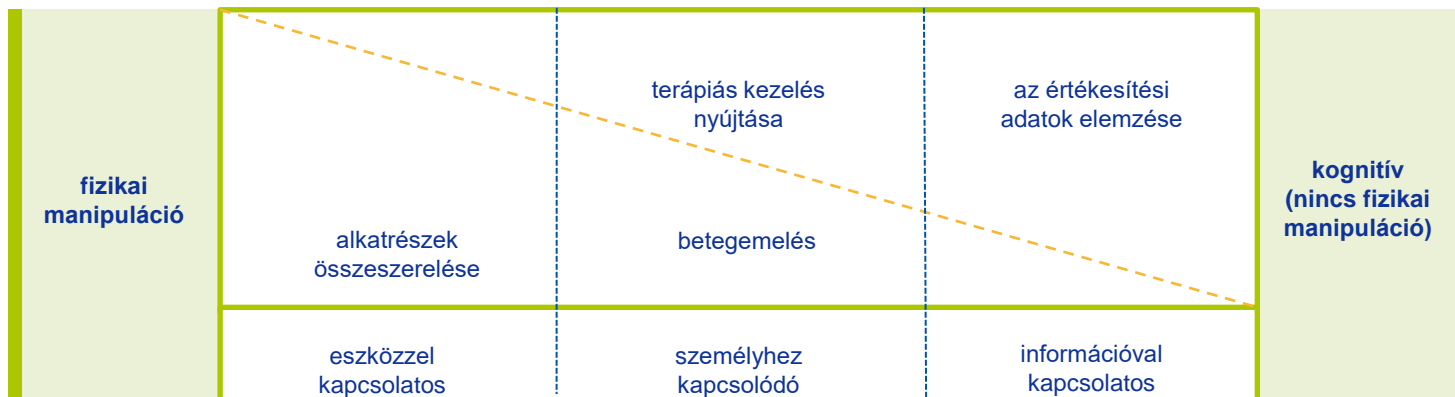 fizikai
manipuláció
terápiás kezelés
nyújtása
az értékesítési
adatok elemzése
alkatrészek
összeszerelése
betegemelés
kognitív
(nincs fizikai
manipuláció)
eszközzel
kapcsolatos
személyhez
kapcsolódó
információval
kapcsolatos